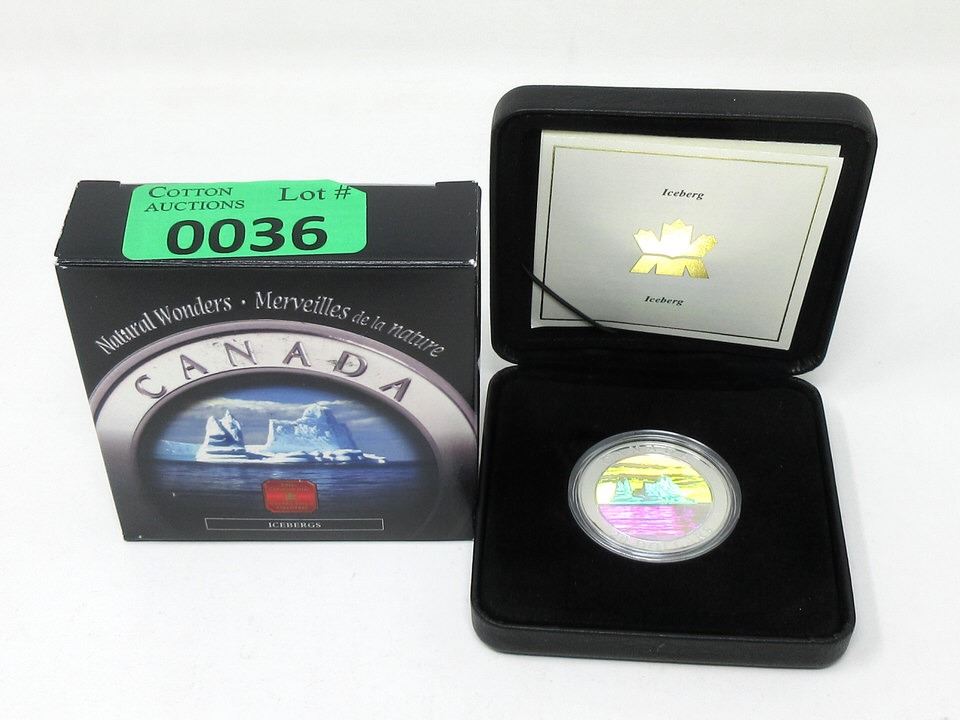 COTTON AUCTIONS
Lot #
0036
Natural Wonders · Merveilles de la nature
CANADA
ICEBERGS
Iceberg
Iceberg